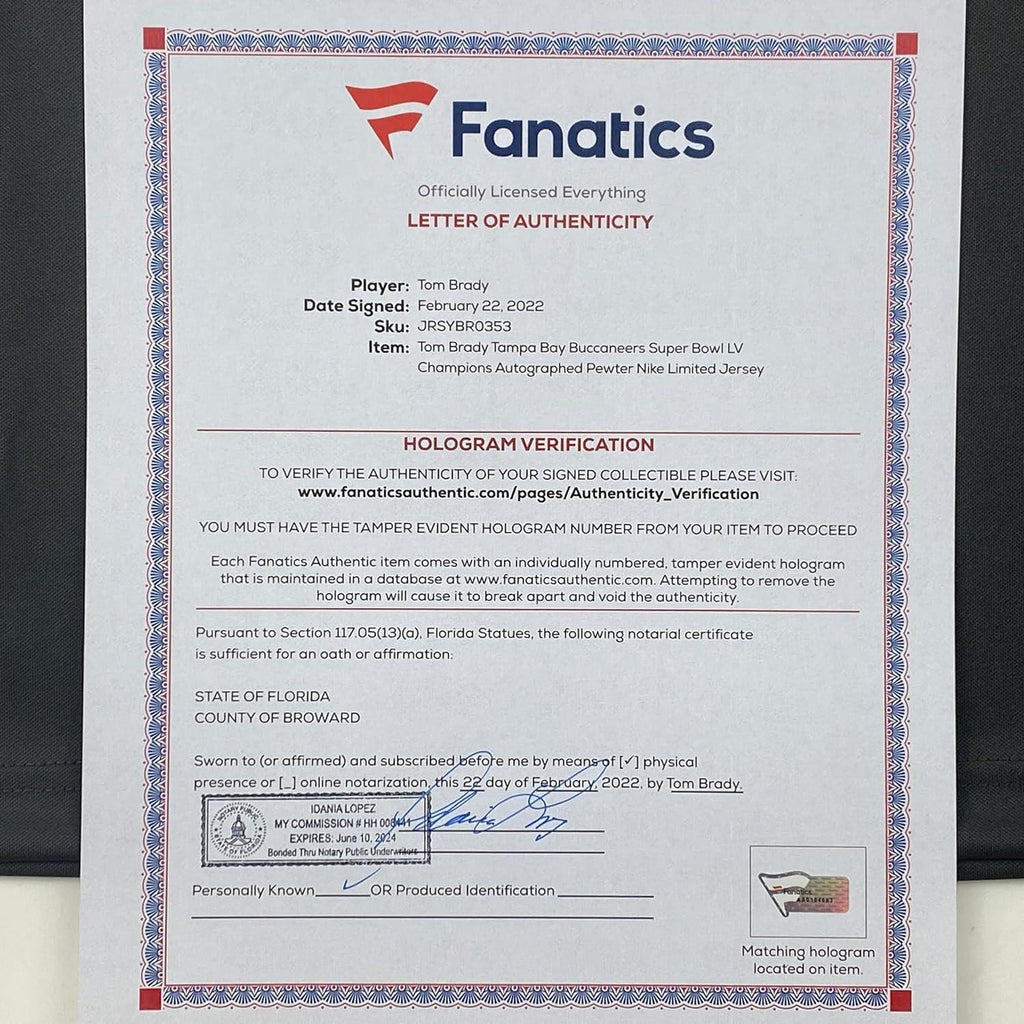 Fanatics
Officially Licensed Everything
LETTER OF AUTHENTICITY
Player: Tom Brady
Date Signed: February 22, 2022
Sku: JRSYBR0353
Item: Tom Brady Tampa Bay Buccaneers Super Bowl LV
Champions Autographed Pewter Nike Limited Jersey
HOLOGRAM VERIFICATION
TO VERIFY THE AUTHENTICITY OF YOUR SIGNED COLLECTIBLE PLEASE VISIT:
www.fanaticsauthentic.com/pages/Authenticity_Verification
YOU MUST HAVE THE TAMPER EVIDENT HOLOGRAM NUMBER FROM YOUR ITEM TO PROCEED
Each Fanatics Authentic item comes with an individually numbered, tamper evident hologram
that is maintained in a database at www.fanaticsauthentic.com. Attempting to remove the
hologram will cause it to break apart and void the authenticity.
Pursuant to Section 117.05(13)(a), Florida Statues, the following notarial certificate
is sufficient for an oath or affirmation:
STATE OF FLORIDA
COUNTY OF BROWARD
Sworn to (or affirmed) and subscribed before me by means of [✓] physical
presence or [_] online notarization, this 22 day of February, 2022, by Tom Brady.
NOTARY PUBLIC
STATE OF FLORIDA
IDANIA LOPEZ
MY COMMISSION # HH
EXPIRES: June 10, 2024
Bonded Thru Notary Public Underwriters
Personally Known ✓ OR Produced Identification
Fanatics
Matching hologram
located on item.